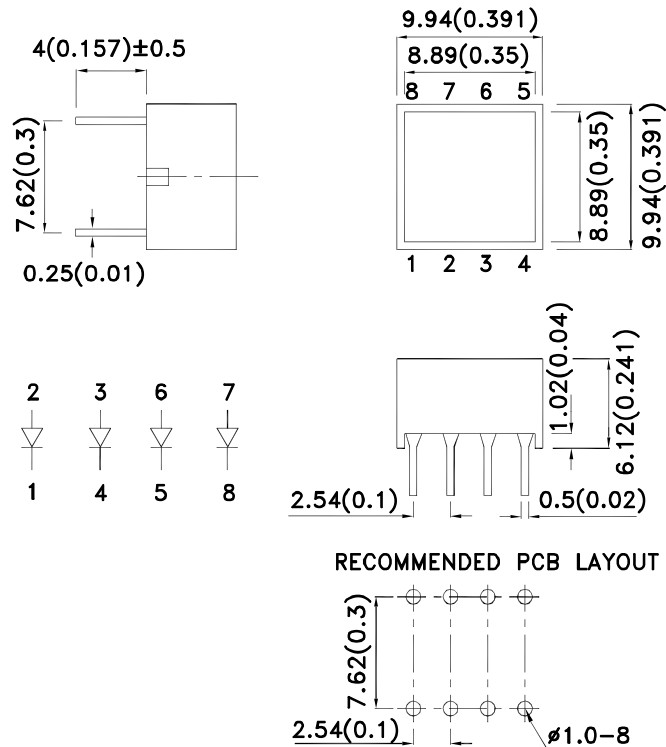 9.94(0.391)
4(0.157)±0.5
8.89(0.35)
8 7 6 5
7.62(0.3)
8.89(0.35)
9.94(0.391)
0.25(0.01)
1 2 3 4
1.02(0.04)
6.12(0.241)
2 3 6 7
1 4 5 8
2.54(0.1)
0.5(0.02)
RECOMMENDED PCB LAYOUT
7.62(0.3)
2.54(0.1)
ø1.0-8